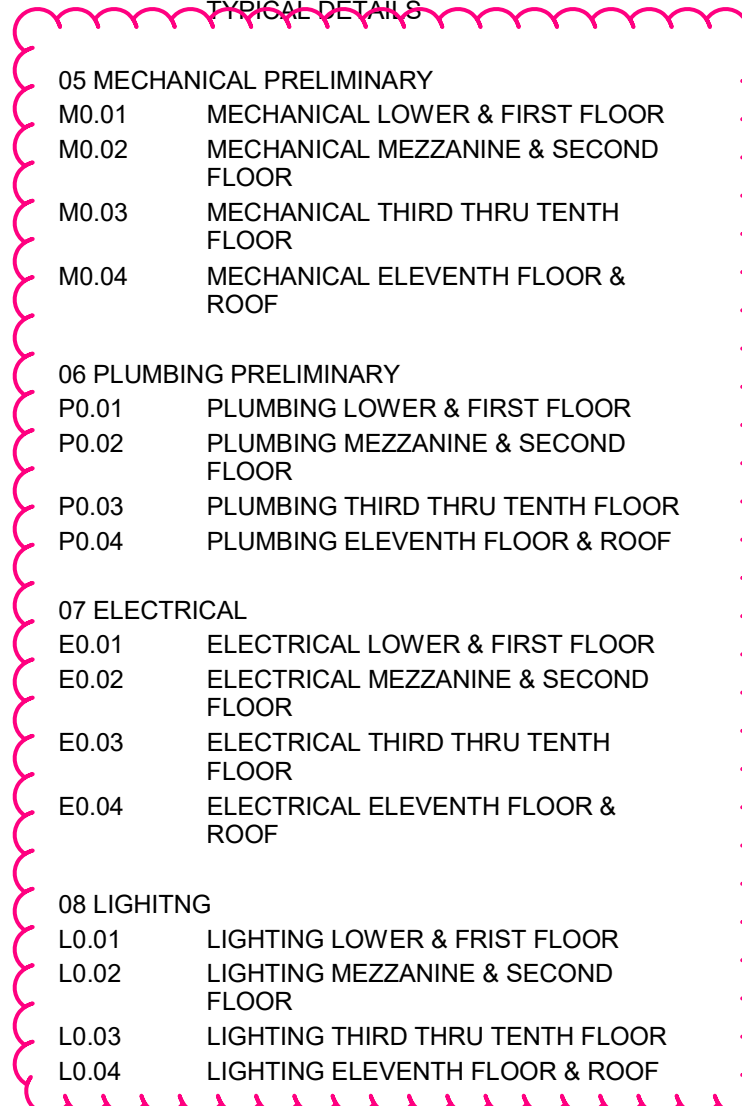 TYPICAL DETAILS
05 MECHANICAL PRELIMINARY
M0.01 MECHANICAL LOWER & FIRST FLOOR
M0.02 MECHANICAL MEZZANINE & SECOND
FLOOR
M0.03 MECHANICAL THIRD THRU TENTH
FLOOR
M0.04 MECHANICAL ELEVENTH FLOOR &
ROOF
06 PLUMBING PRELIMINARY
P0.01 PLUMBING LOWER & FIRST FLOOR
P0.02 PLUMBING MEZZANINE & SECOND
FLOOR
P0.03 PLUMBING THIRD THRU TENTH FLOOR
P0.04 PLUMBING ELEVENTH FLOOR & ROOF
07 ELECTRICAL
E0.01 ELECTRICAL LOWER & FIRST FLOOR
E0.02 ELECTRICAL MEZZANINE & SECOND
FLOOR
E0.03 ELECTRICAL THIRD THRU TENTH
FLOOR
E0.04 ELECTRICAL ELEVENTH FLOOR &
ROOF
08 LIGHITNG
L0.01 LIGHTING LOWER & FRIST FLOOR
L0.02 LIGHTING MEZZANINE & SECOND
FLOOR
L0.03 LIGHTING THIRD THRU TENTH FLOOR
L0.04 LIGHTING ELEVENTH FLOOR & ROOF